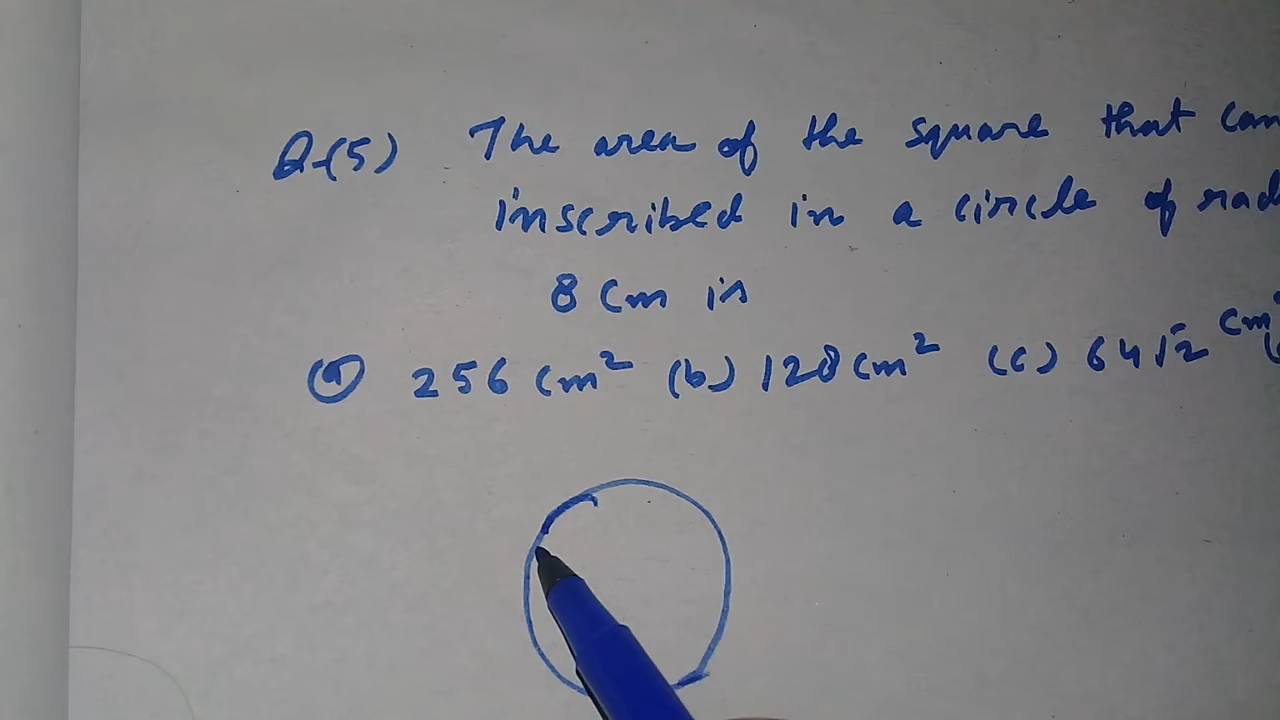 Q.(5) The area of the square that can
inscribed in a circle of rad
8 cm is
(a) 256 cm² (b) 128 cm² (c) 64√2 cm²